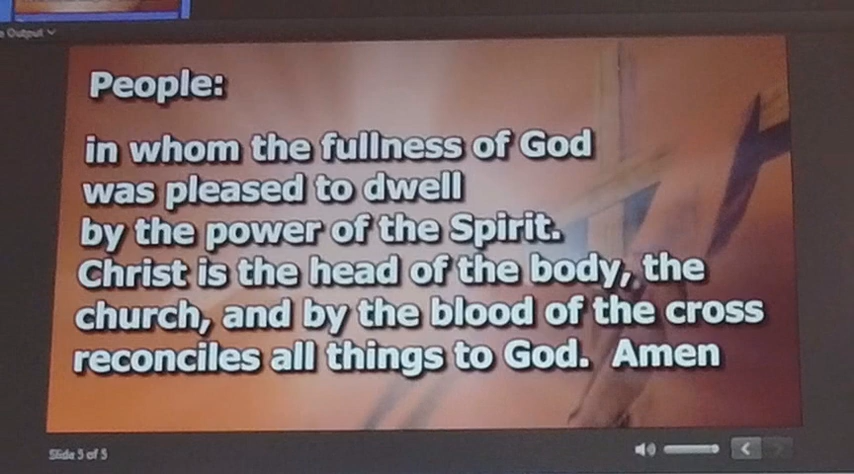 Output
People:
in whom the fullness of God
was pleased to dwell
by the power of the Spirit.
Christ is the head of the body, the
church, and by the blood of the cross
reconciles all things to God. Amen
Slide 5 of 5